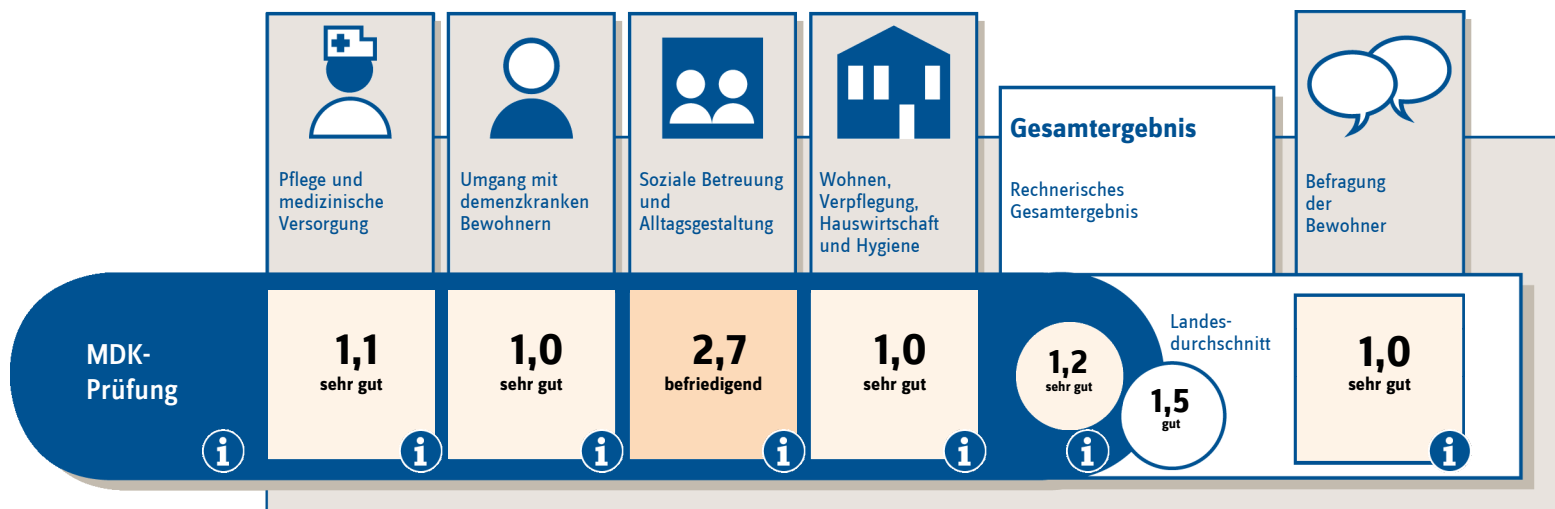 Pflege und
medizinische
Versorgung
Umgang mit
demenzkranken
Bewohnern
Soziale Betreuung
und
Alltagsgestaltung
Wohnen,
Verpflegung,
Hauswirtschaft
und Hygiene
Gesamtergebnis
Rechnerisches
Gesamtergebnis
Befragung
der
Bewohner
MDK-
Prüfung
i
1,1
sehr gut
i
1,0
sehr gut
i
2,7
befriedigend
i
1,0
sehr gut
i
1,2
sehr gut
i
Landes-
durchschnitt
1,5
gut
1,0
sehr gut
i